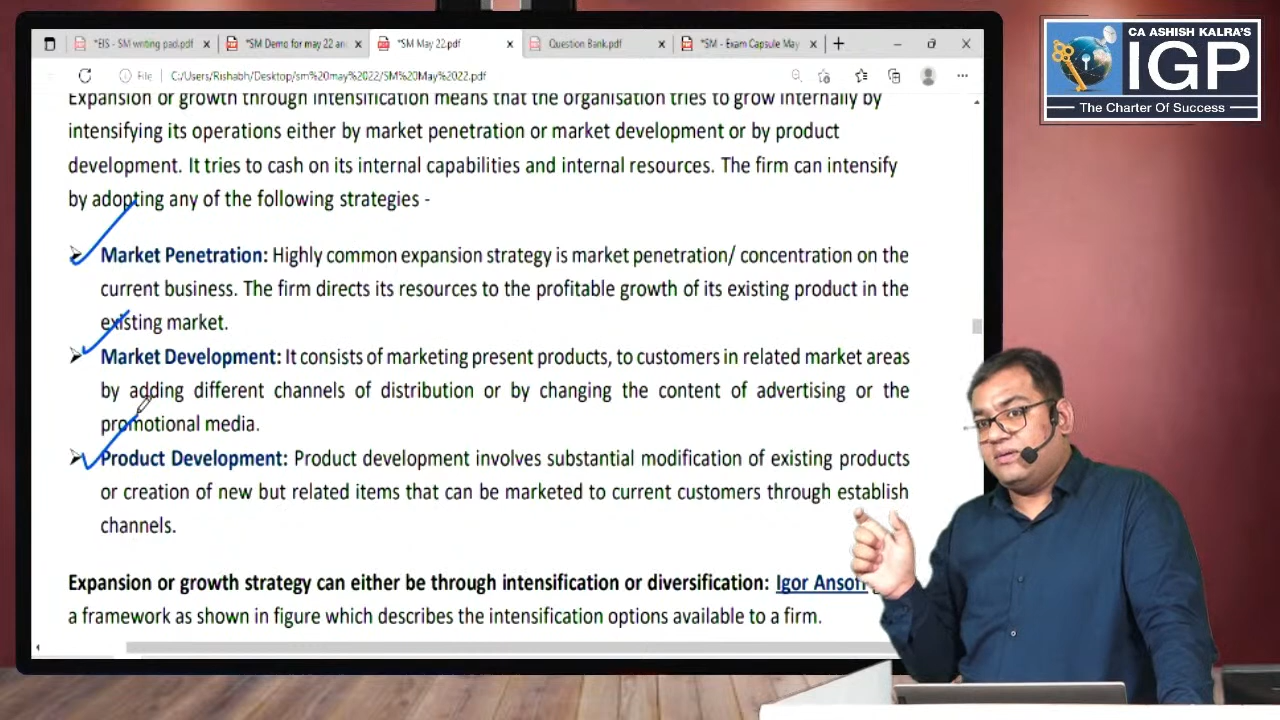 *EIS - SM writing pad.pdf
*SM Demo for may 22 an
*SM May 22.pdf
Question Bank.pdf
*SM - Exam Capsule May
File
C:/Users/Rishabh/Desktop/sm%20may%2022/SM%20May%2022.pdf
CA ASHISH KALRA'S
IGP
The Charter Of Success
Expansion or growth through intensification means that the organisation tries to grow internally by
intensifying its operations either by market penetration or market development or by product
development. It tries to cash on its internal capabilities and internal resources. The firm can intensify
by adopting any of the following strategies -
Market Penetration: Highly common expansion strategy is market penetration/ concentration on the
current business. The firm directs its resources to the profitable growth of its existing product in the
existing market.
Market Development: It consists of marketing present products, to customers in related market areas
by adding different channels of distribution or by changing the content of advertising or the
promotional media.
Product Development: Product development involves substantial modification of existing products
or creation of new but related items that can be marketed to current customers through establish
channels.
Expansion or growth strategy can either be through intensification or diversification: Igor Ansoff
a framework as shown in figure which describes the intensification options available to a firm.